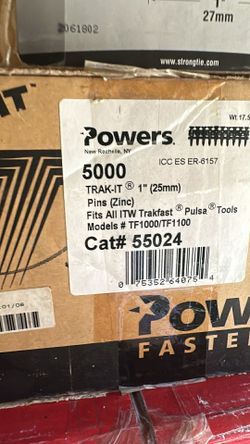 2061802
1"
27mm
www.strongtie.com
Wt 17.5
Powers.
New Rochelle, NY
ICC ES ER-6157
5000
TRAK-IT® 1" (25mm)
Pins (Zinc)
Fits All ITW Trakfast® Pulsa® Tools
Models # TF1000/TF1100
Cat# 55024
0 75352 64075 4
POW
FASTE